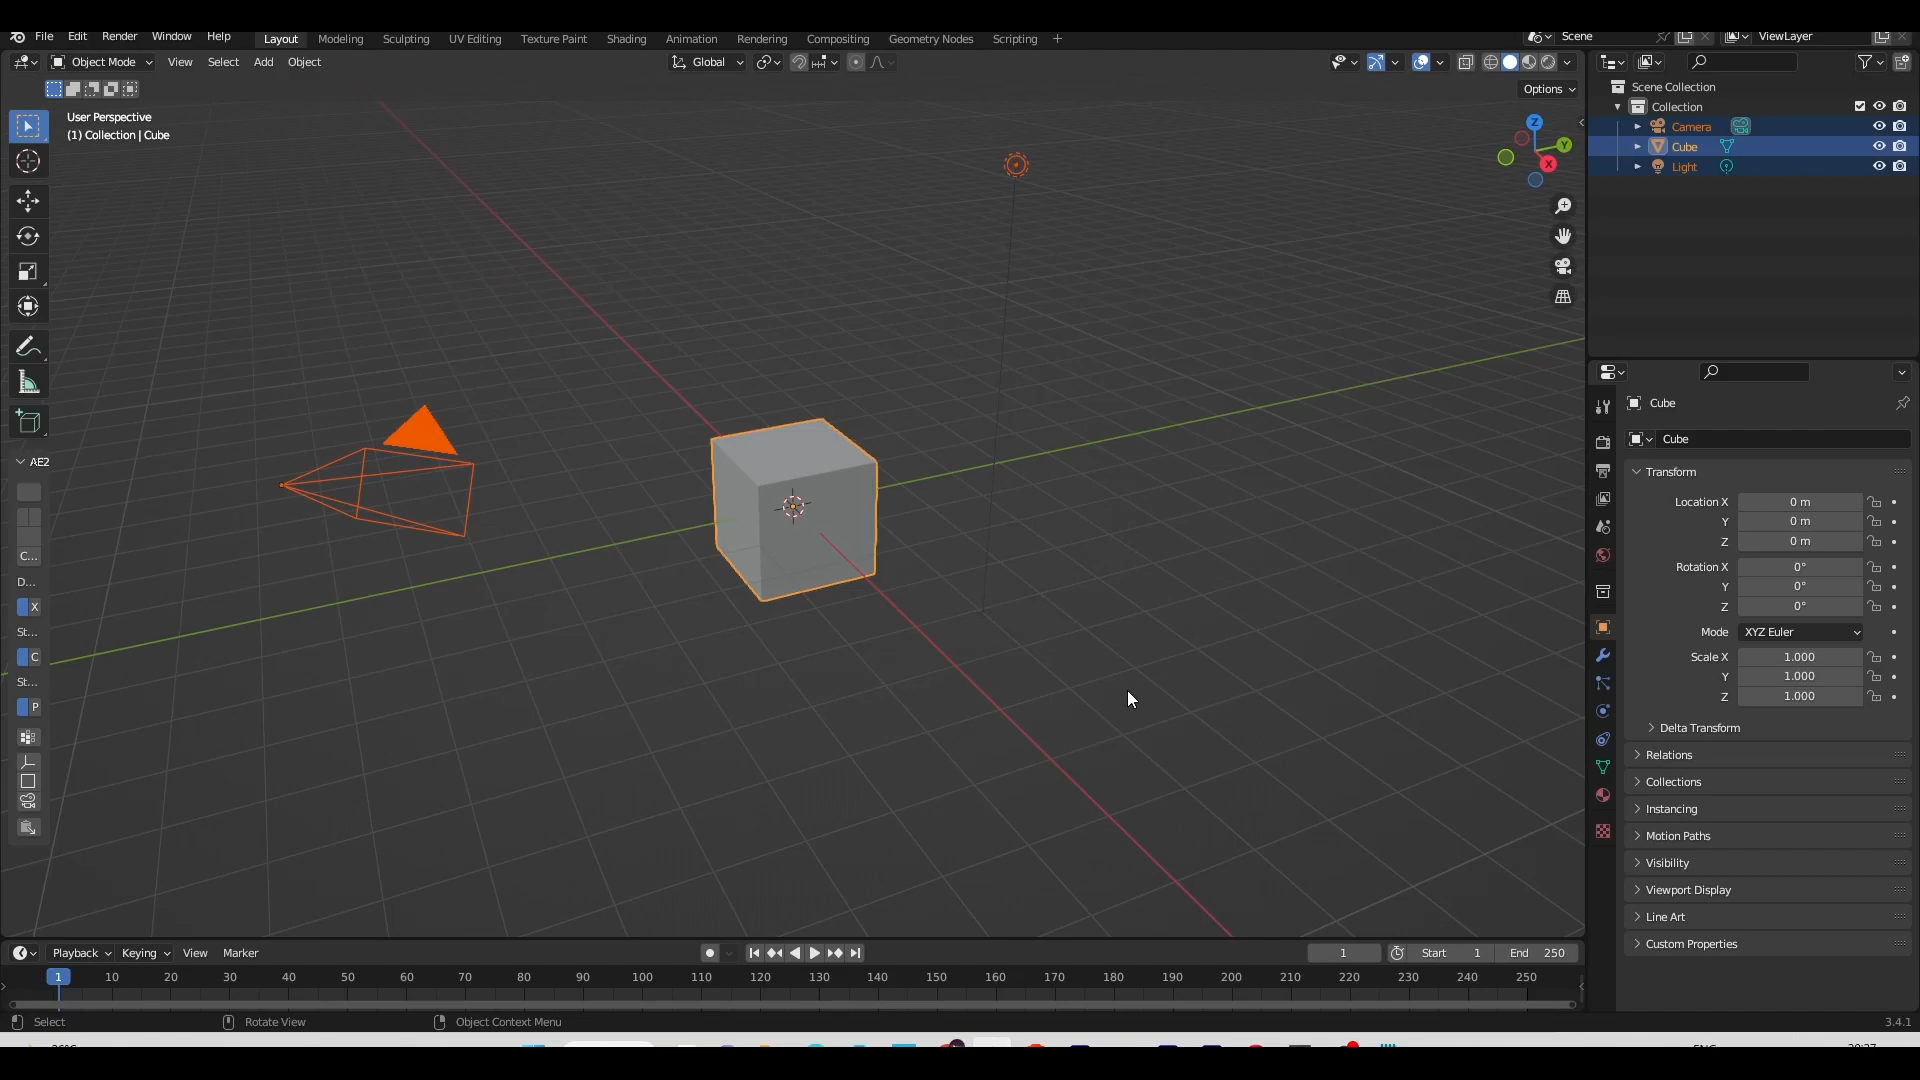 File Edit Render Window Help Layout Modeling Sculpting UV Editing Texture Paint Shading Animation Rendering Compositing Geometry Nodes Scripting + Scene ViewLayer
Object Mode View Select Add Object Global
Options
User Perspective
(1) Collection | Cube
Z
Y
X
Scene Collection
Collection
Camera
Cube
Light
AE2
C...
D...
X
St...
C
St...
P
Cube
Cube
Transform
Location X 0 m
Y 0 m
Z 0 m
Rotation X 0°
Y 0°
Z 0°
Mode XYZ Euler
Scale X 1.000
Y 1.000
Z 1.000
Delta Transform
Relations
Collections
Instancing
Motion Paths
Visibility
Viewport Display
Line Art
Custom Properties
Playback Keying View Marker 1 Start 1 End 250
1 10 20 30 40 50 60 70 80 90 100 110 120 130 140 150 160 170 180 190 200 210 220 230 240 250
Select Rotate View Object Context Menu 3.4.1